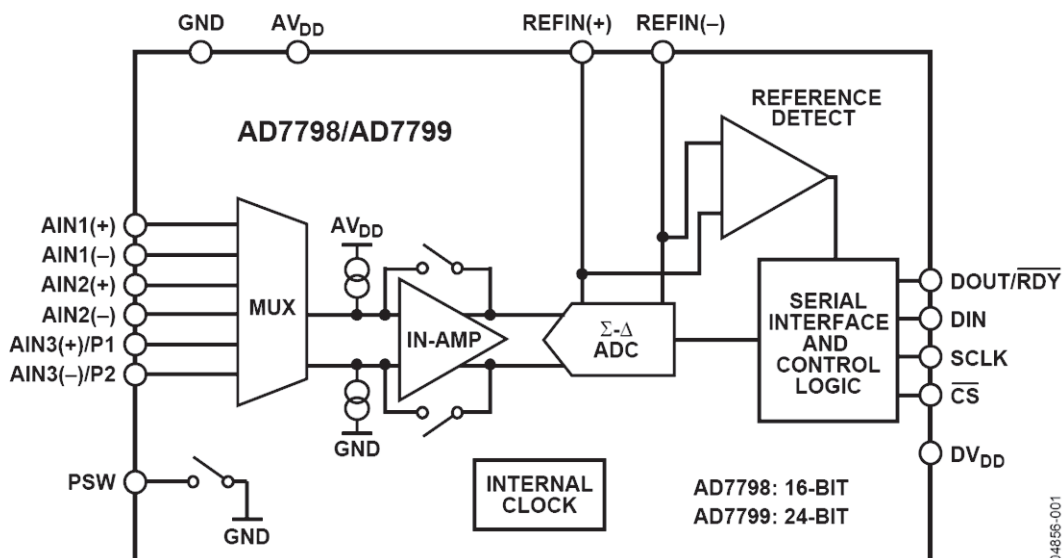 GND
AVDD
REFIN(+)
REFIN(–)
REFERENCE
DETECT
AD7798/AD7799
AIN1(+)
AIN1(–)
AIN2(+)
AIN2(–)
AIN3(+)/P1
AIN3(–)/P2
MUX
AVDD
IN-AMP
GND
Σ-Δ
ADC
SERIAL
INTERFACE
AND
CONTROL
LOGIC
DOUT/RDY
DIN
SCLK
CS
DVDD
PSW
GND
INTERNAL
CLOCK
AD7798: 16-BIT
AD7799: 24-BIT
04856-001